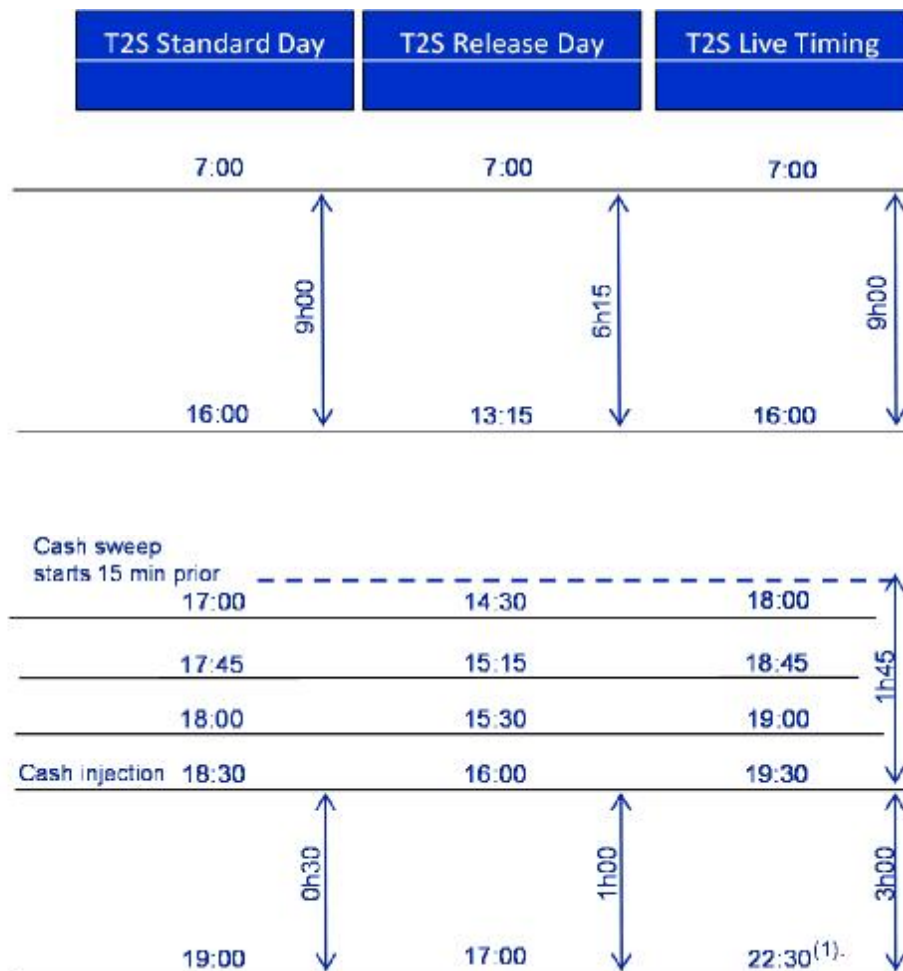 T2S Standard Day T2S Release Day T2S Live Timing
7:00 7:00 7:00
9h00 6h15 9h00
16:00 13:15 16:00
Cash sweep
starts 15 min prior
17:00 14:30 18:00
17:45 15:15 18:45
1h45
18:00 15:30 19:00
Cash injection 18:30 16:00 19:30
0h30 1h00 3h00
19:00 17:00 22:30(1).